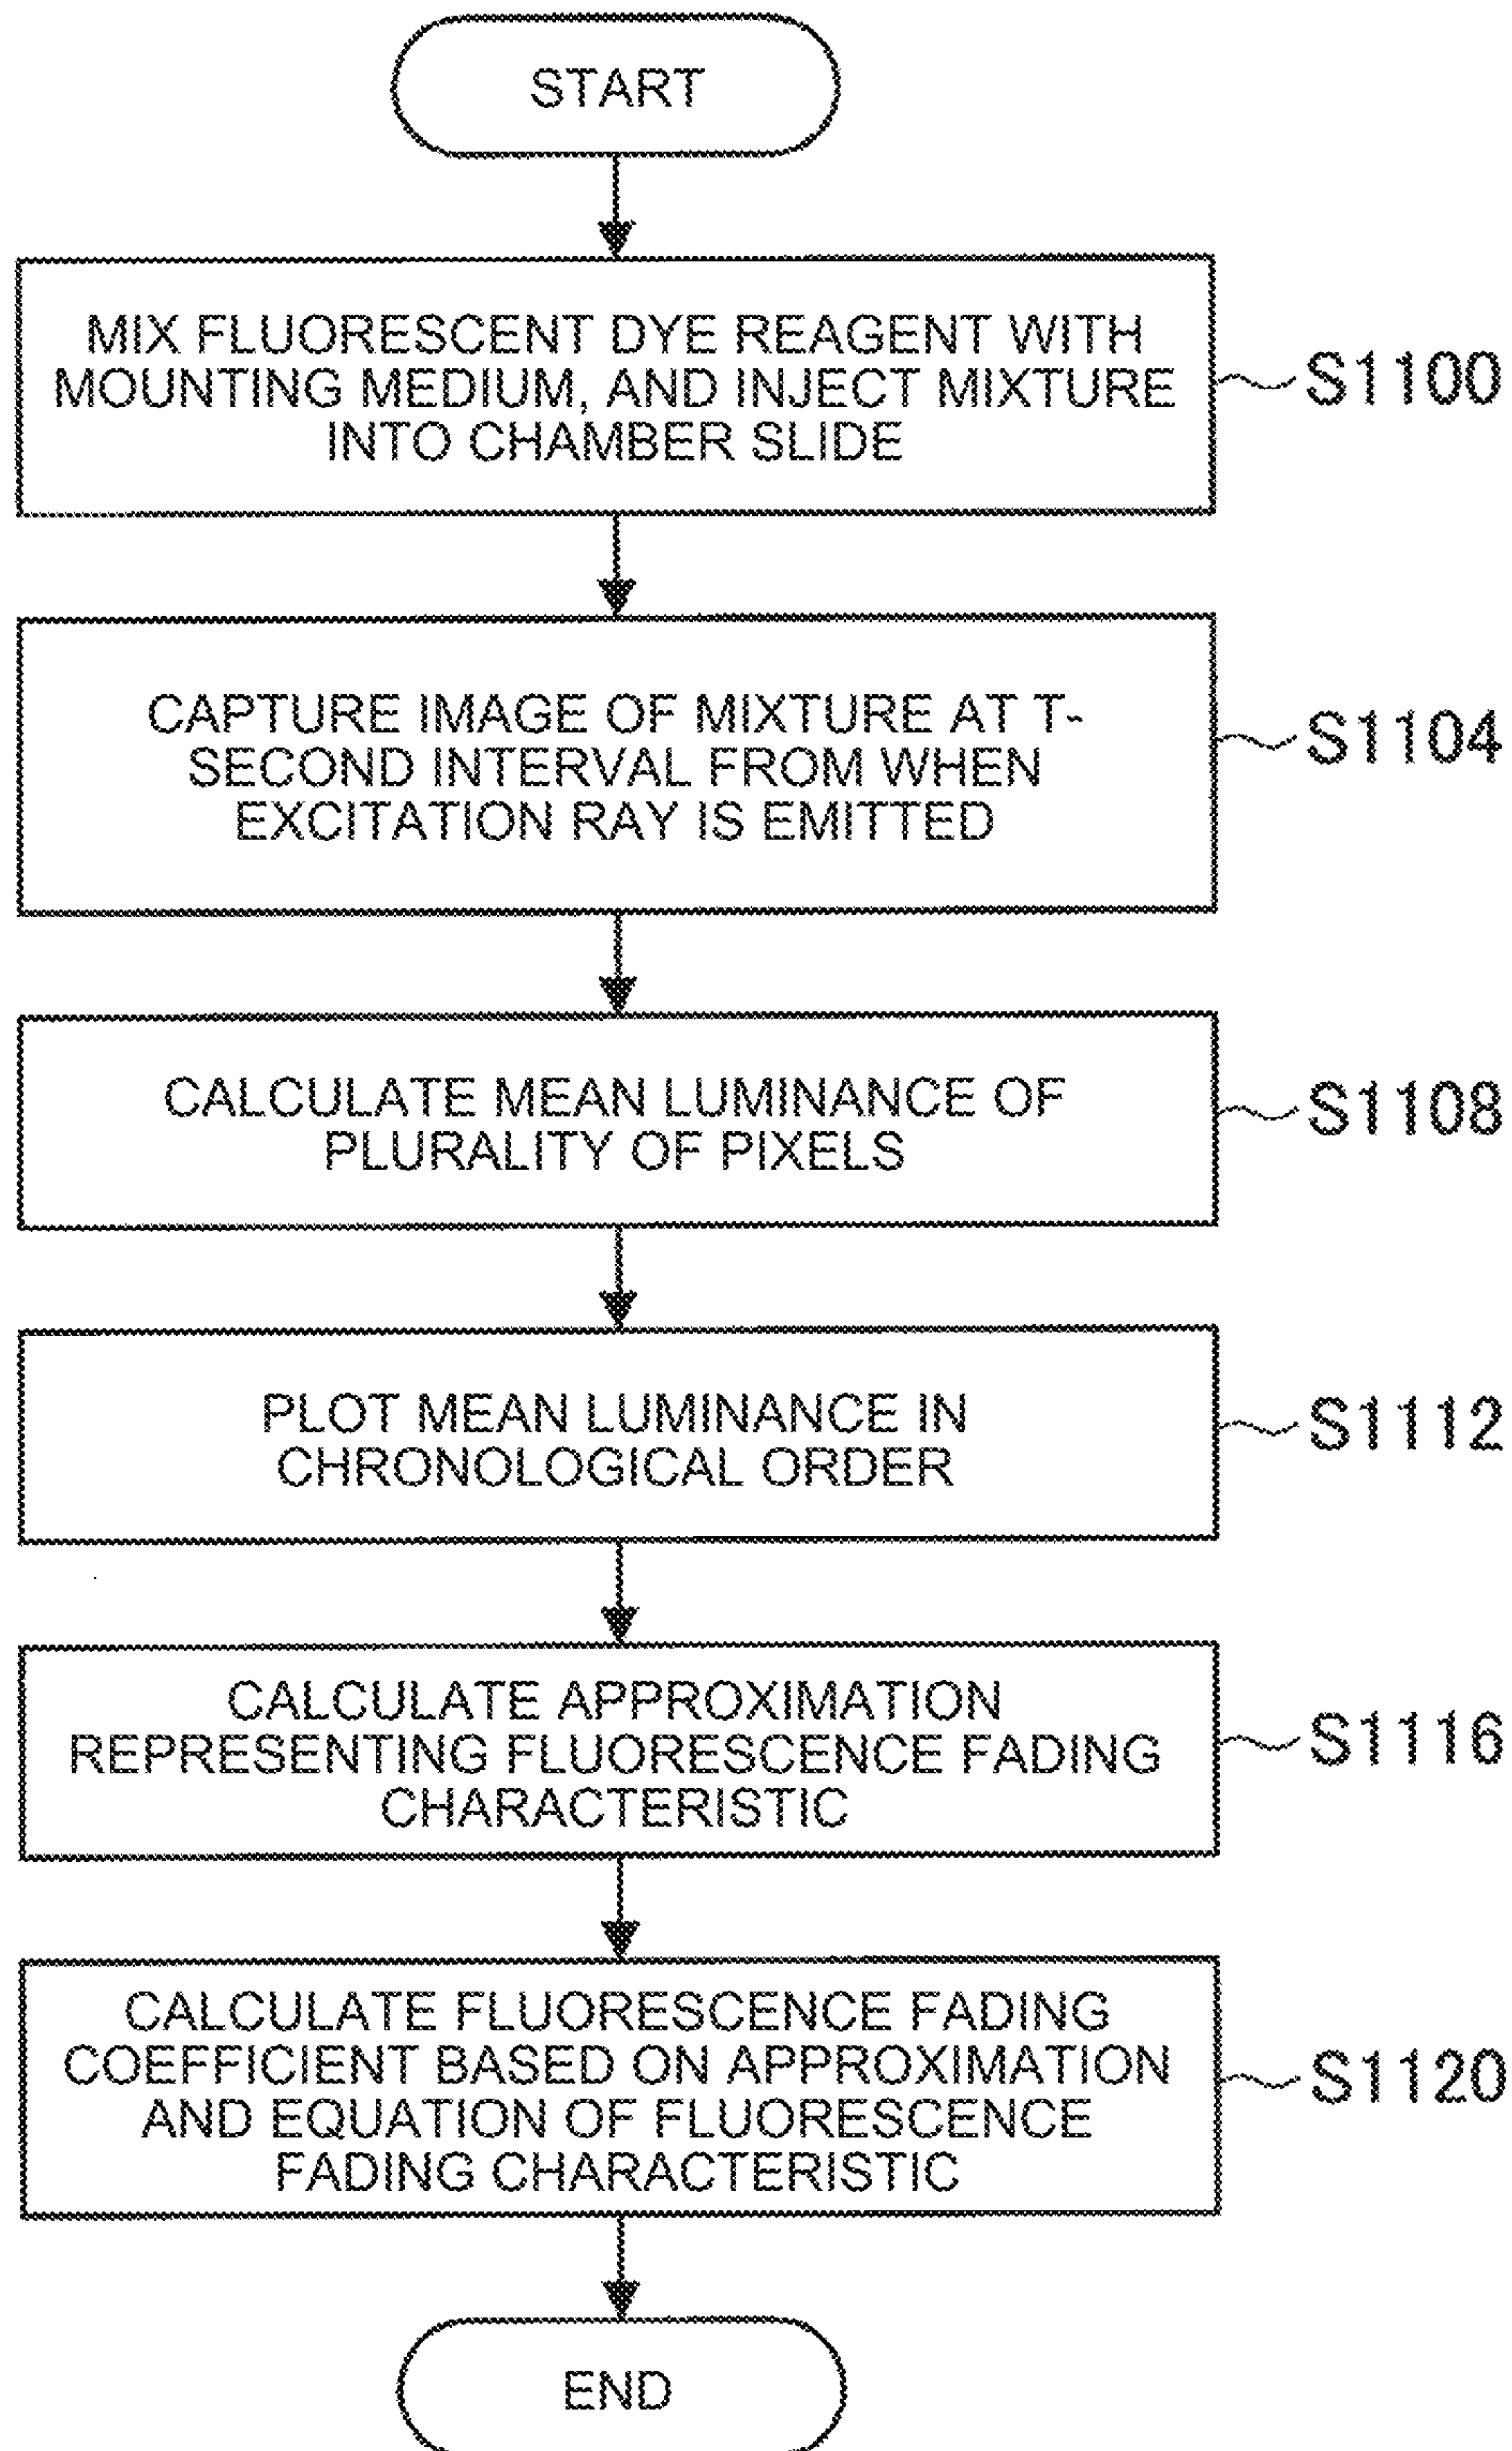 START
MIX FLUORESCENT DYE REAGENT WITH
MOUNTING MEDIUM, AND INJECT MIXTURE
INTO CHAMBER SLIDE
S1100
CAPTURE IMAGE OF MIXTURE AT T-
SECOND INTERVAL FROM WHEN
EXCITATION RAY IS EMITTED
S1104
CALCULATE MEAN LUMINANCE OF
PLURALITY OF PIXELS
S1108
PLOT MEAN LUMINANCE IN
CHRONOLOGICAL ORDER
S1112
CALCULATE APPROXIMATION
REPRESENTING FLUORESCENCE FADING
CHARACTERISTIC
S1116
CALCULATE FLUORESCENCE FADING
COEFFICIENT BASED ON APPROXIMATION
AND EQUATION OF FLUORESCENCE
FADING CHARACTERISTIC
S1120
END